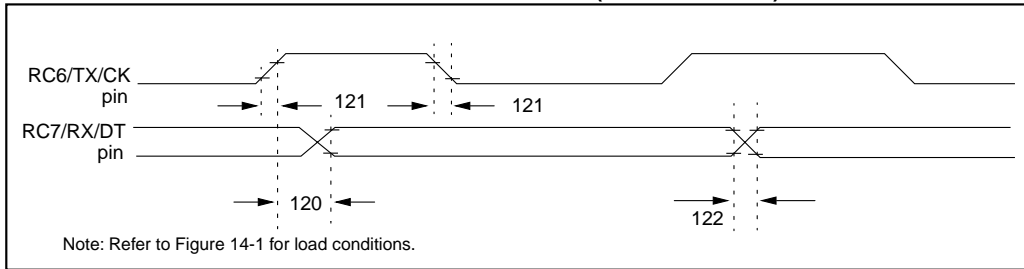 RC6/TX/CK
pin
121
121
RC7/RX/DT
pin
120
122
Note: Refer to Figure 14-1 for load conditions.